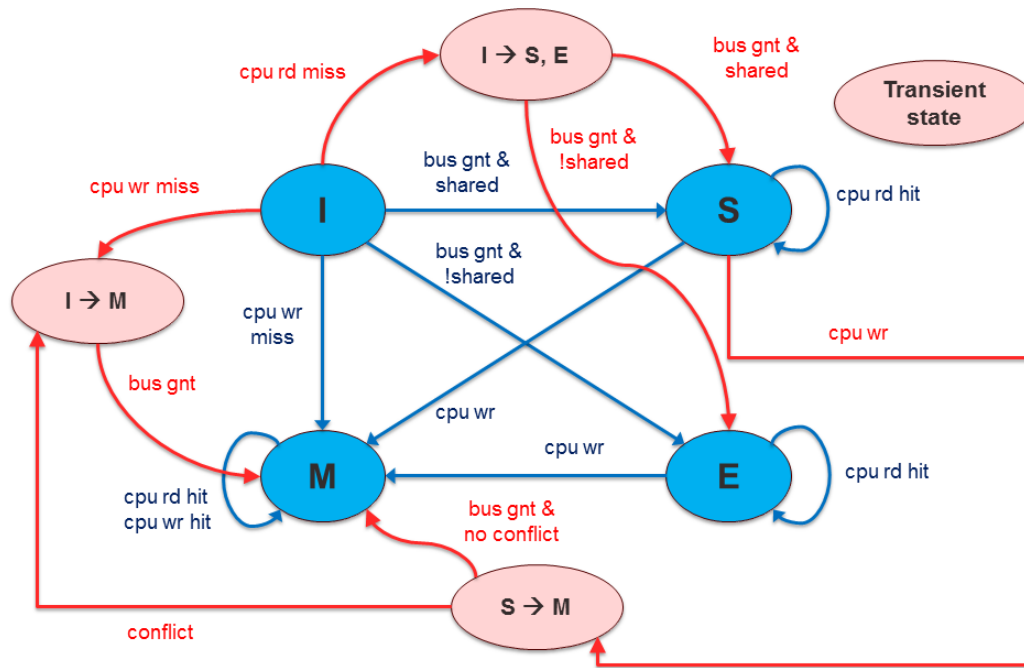 I → S, E
bus gnt &
shared
cpu rd miss
Transient
state
bus gnt &
!shared
bus gnt &
shared
cpu wr miss
I
S
cpu rd hit
bus gnt &
!shared
I → M
cpu wr
miss
cpu wr
bus gnt
cpu wr
cpu wr
M
E
cpu rd hit
cpu rd hit
cpu wr hit
bus gnt &
no conflict
S → M
conflict